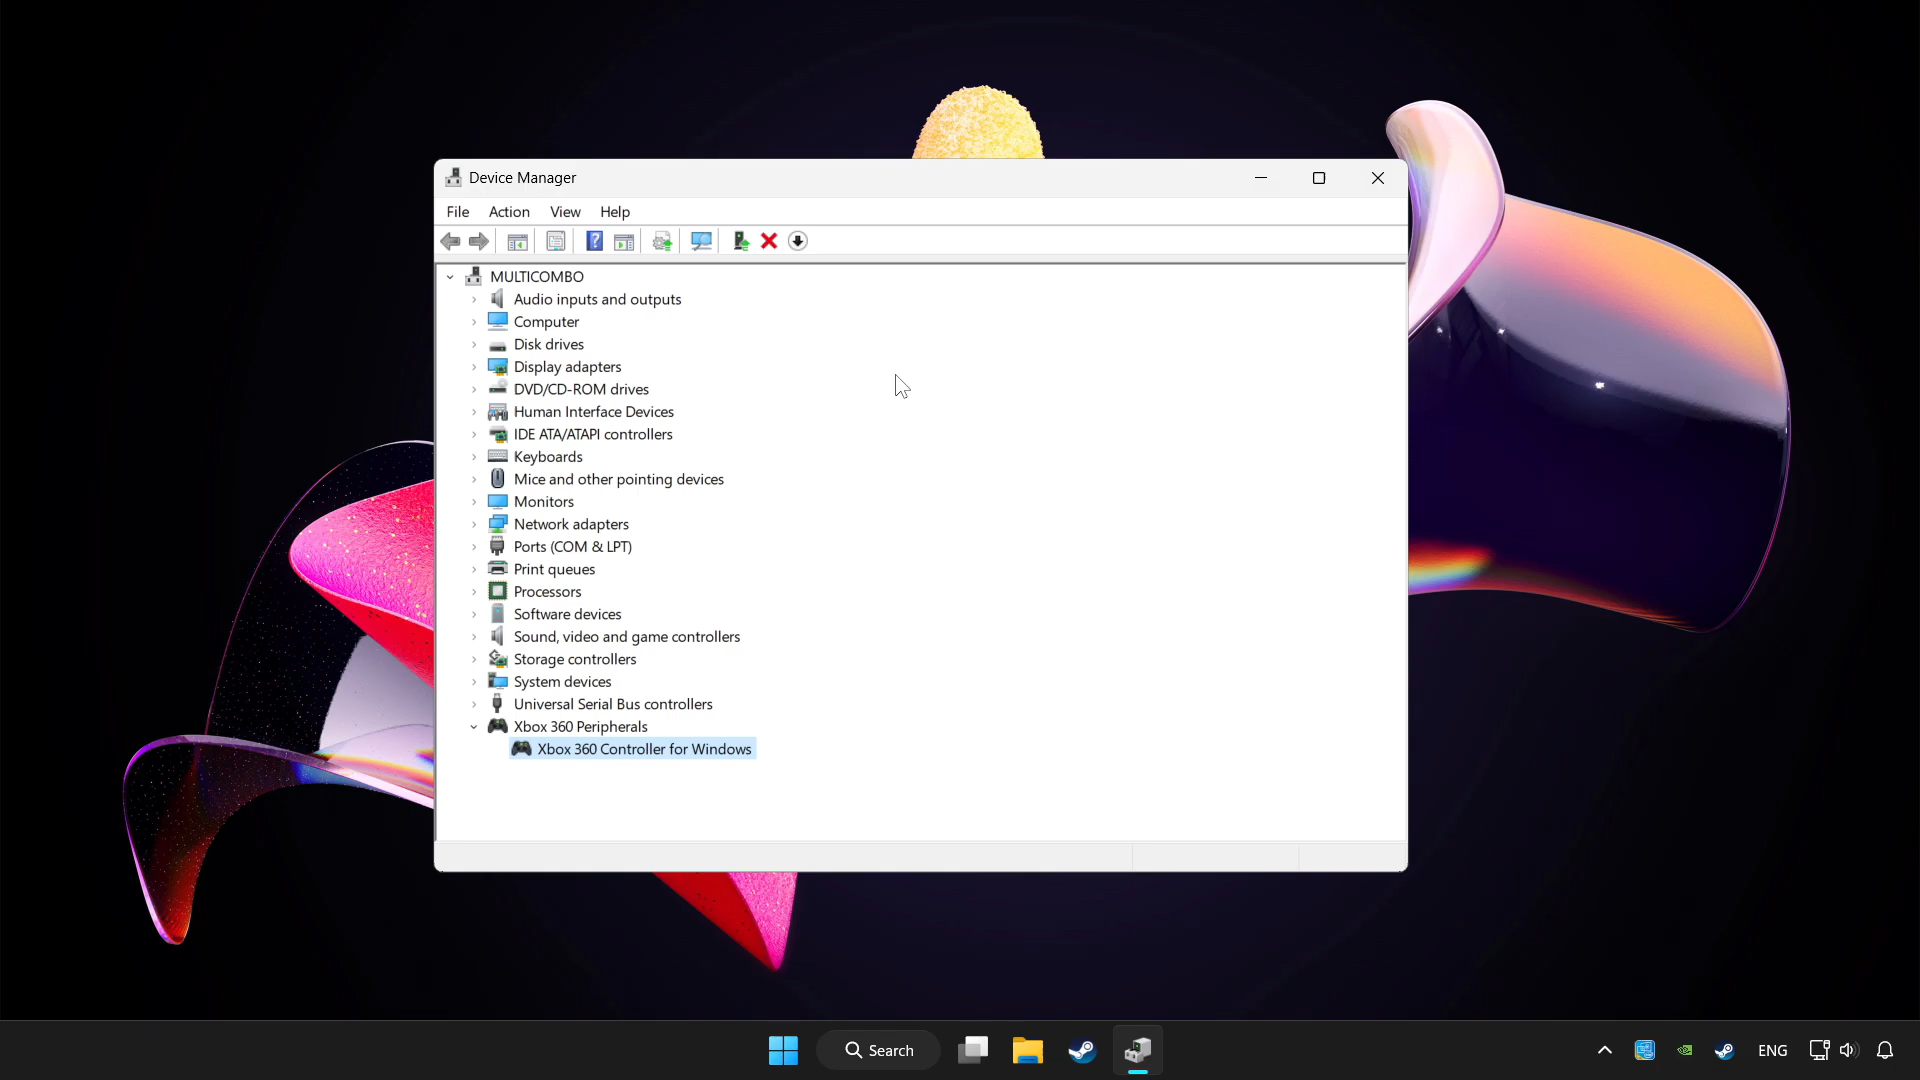 Device Manager
File Action View Help
?
MULTICOMBO
Audio inputs and outputs
Computer
Disk drives
Display adapters
DVD/CD-ROM drives
Human Interface Devices
IDE ATA/ATAPI controllers
Keyboards
Mice and other pointing devices
Monitors
Network adapters
Ports (COM & LPT)
Print queues
Processors
Software devices
Sound, video and game controllers
Storage controllers
System devices
Universal Serial Bus controllers
Xbox 360 Peripherals
Xbox 360 Controller for Windows
Search
ENG